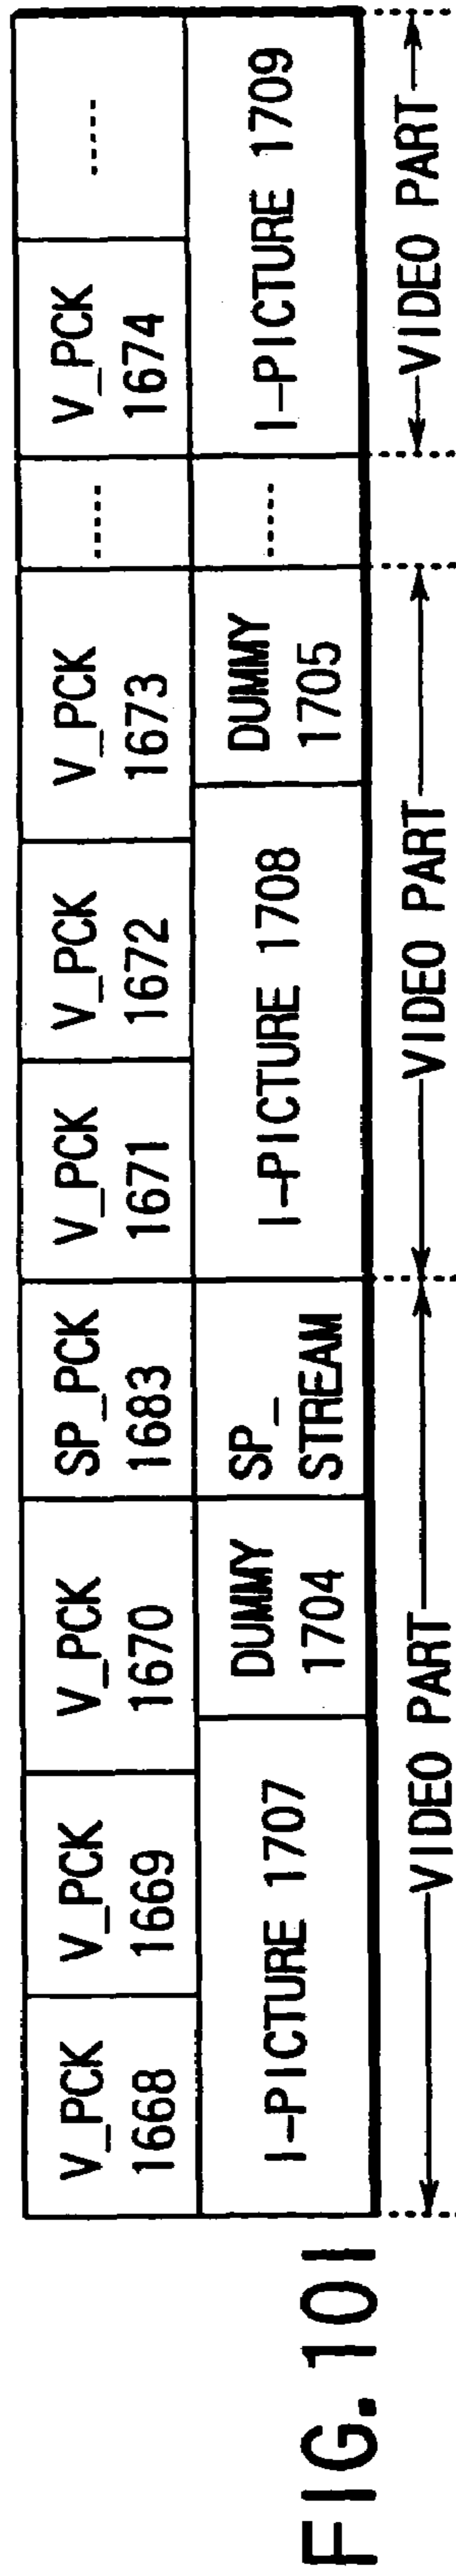 V_PCK
1668
V_PCK
1669
V_PCK
1670
SP_PCK
1683
V_PCK
1671
V_PCK
1672
V_PCK
1673
-----
V_PCK
1674
-----
I-PICTURE 1707
DUMMY
1704
SP_
STREAM
I-PICTURE 1708
DUMMY
1705
-----
I-PICTURE 1709
VIDEO PART
VIDEO PART
VIDEO PART
FIG. 10I